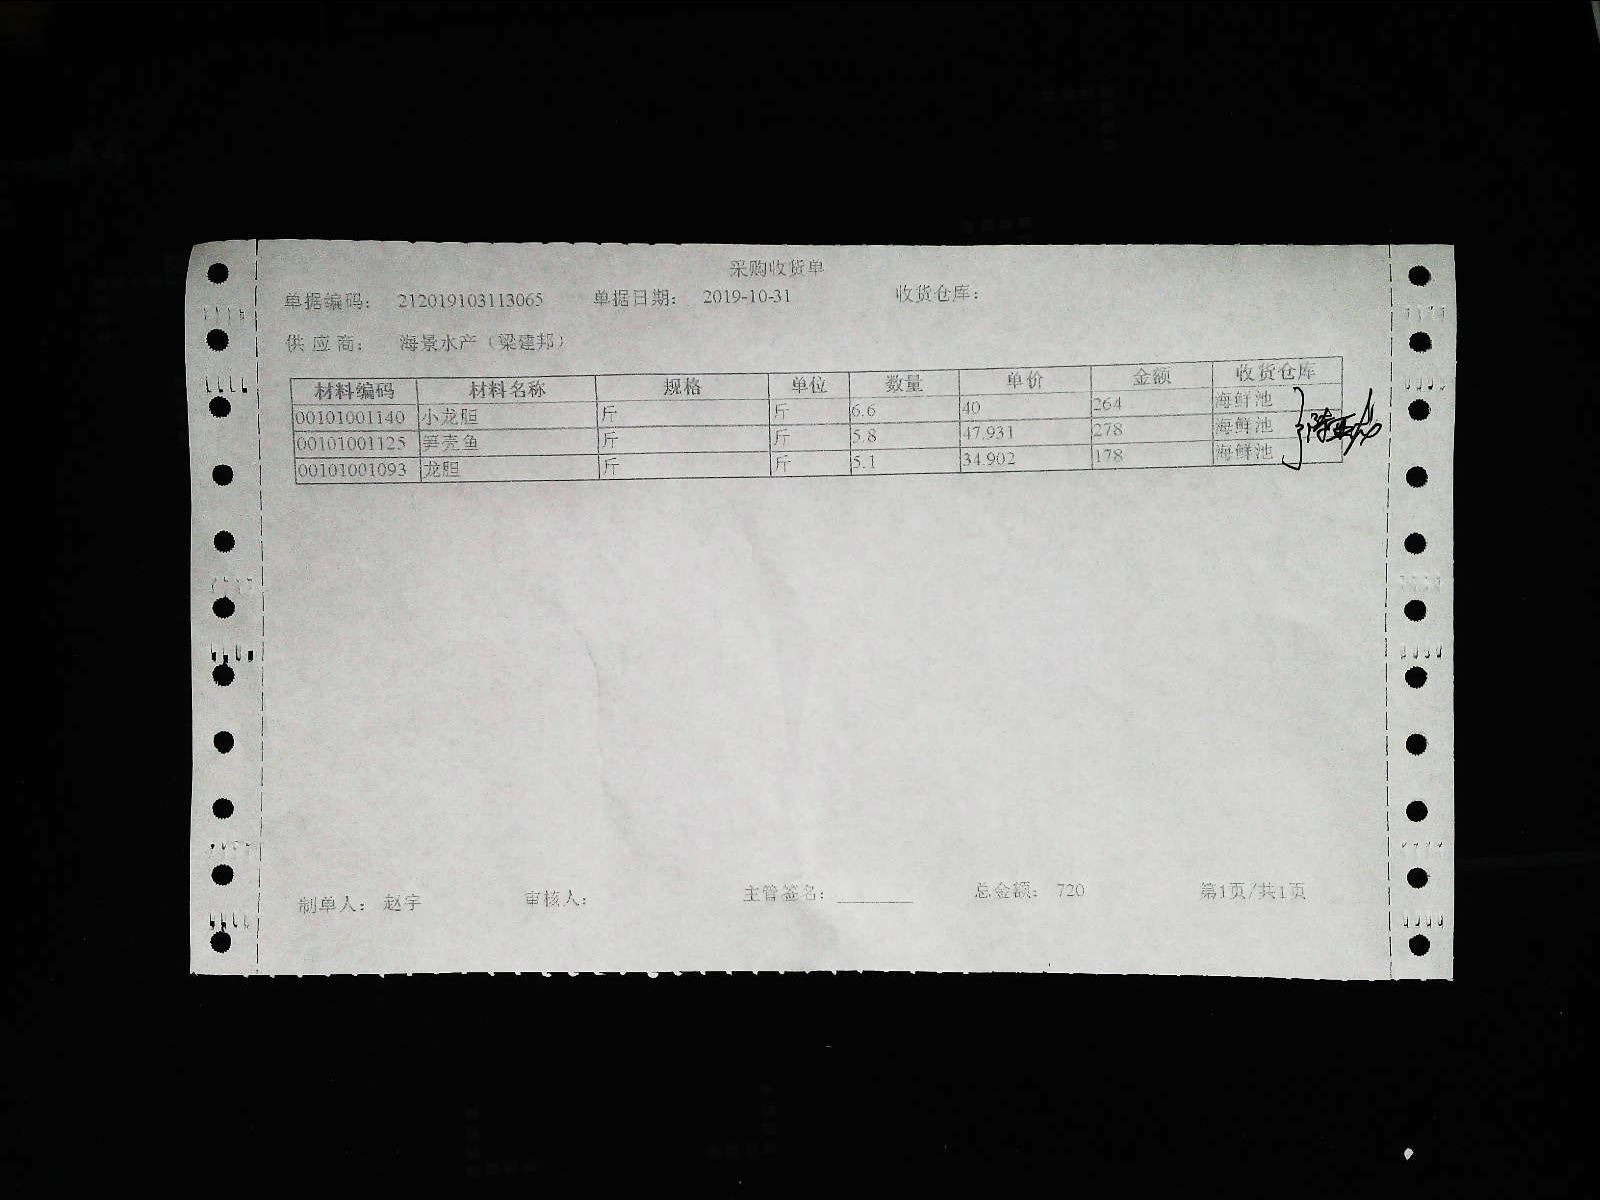 采购收货单
单据编码: 212019103113065 单据日期: 2019-10-31 收货仓库:
供应商: 海景水产（梁建邦）
材料编码 材料名称 规格 单位 数量 单价 金额 收货仓库
00101001140 小龙胆 斤 斤 6.6 40 264 海鲜池
00101001125 笋壳鱼 斤 斤 5.8 47.931 278 海鲜池
00101001093 龙胆 斤 斤 5.1 34.902 178 海鲜池
制单人: 赵宇 审核人: 主管签名: 总金额: 720 第1页/共1页